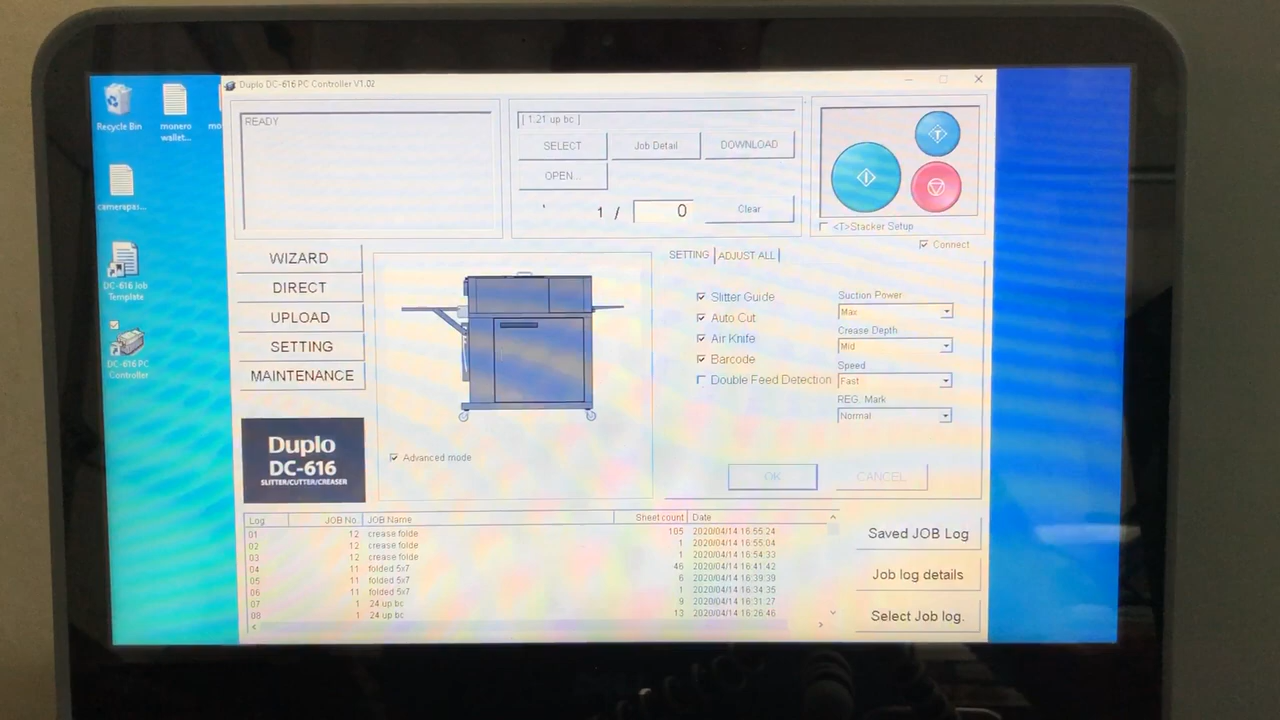 Duplo DC-616 PC Controller V1.02
Recycle Bin
monero wallet...
mo
camerapas...
DC-616 Job Template
DC-616 PC Controller
READY
[ 1.21 up bc ]
SELECT
Job Detail
DOWNLOAD
OPEN...
1 / 0
Clear
T
<T>Stacker Setup
Connect
WIZARD
DIRECT
UPLOAD
SETTING
MAINTENANCE
Duplo
DC-616
SLITTER/CUTTER/CREASER
Advanced mode
SETTING
ADJUST ALL
Slitter Guide
Auto Cut
Air Knife
Barcode
Double Feed Detection
Suction Power
Max
Crease Depth
Mid
Speed
Fast
REG. Mark
Normal
OK
CANCEL
Log JOB No. JOB Name Sheet count Date
01 12 crease folde 105 2020/04/14 16:55:24
02 12 crease folde 1 2020/04/14 16:55:04
03 12 crease folde 1 2020/04/14 16:54:33
04 11 folded 5x7 46 2020/04/14 16:41:42
05 11 folded 5x7 6 2020/04/14 16:39:39
06 11 folded 5x7 1 2020/04/14 16:34:35
07 1 24 up bc 9 2020/04/14 16:31:27
08 1 24 up bc 13 2020/04/14 16:26:46
Saved JOB Log
Job log details
Select Job log.